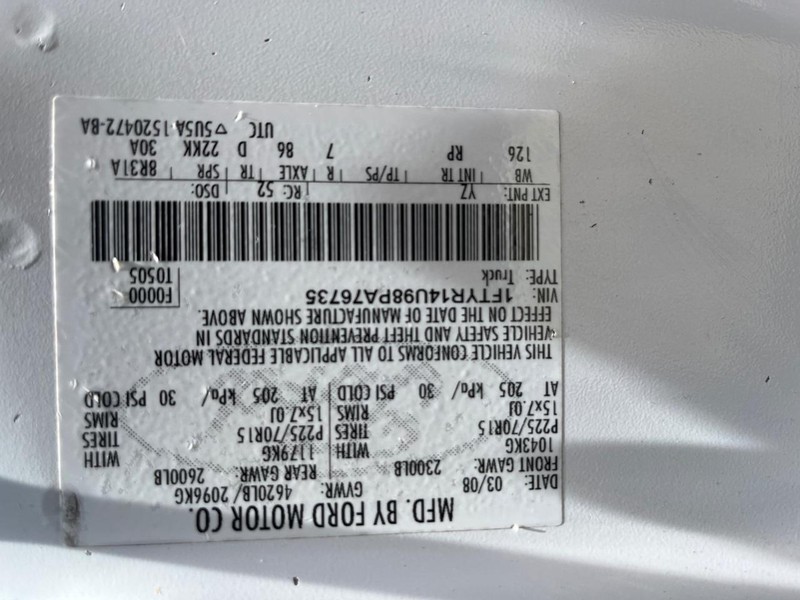 MFD. BY FORD MOTOR CO.
DATE: 03/08 GVWR: 4620LB/ 2096KG
FRONT GAWR: 2300LB REAR GAWR: 2600LB
1043KG WITH 1179KG WITH
P225/70R15 TIRES P225/70R15 TIRES
15x7.0J RIMS 15x7.0J RIMS
AT 205 kPa/ 30 PSI COLD AT 205 kPa/ 30 PSI COLD
THIS VEHICLE CONFORMS TO ALL APPLICABLE FEDERAL MOTOR
VEHICLE SAFETY AND THEFT PREVENTION STANDARDS IN
EFFECT ON THE DATE OF MANUFACTURE SHOWN ABOVE.
VIN: 1FTYR14U98PA76735 F0000
TYPE: Truck T0505
EXT PNT: YZ RC: 52 DSO:
WB INT TR TP/PS R AXLE TR SPR 8R31A
126 RP 7 86 D 22KK 30A
UTC ▽5U5A-1520472-BA